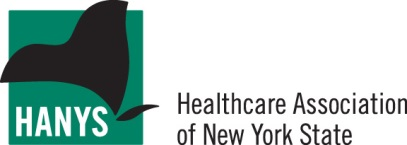 HANYS
Healthcare Association
of New York State